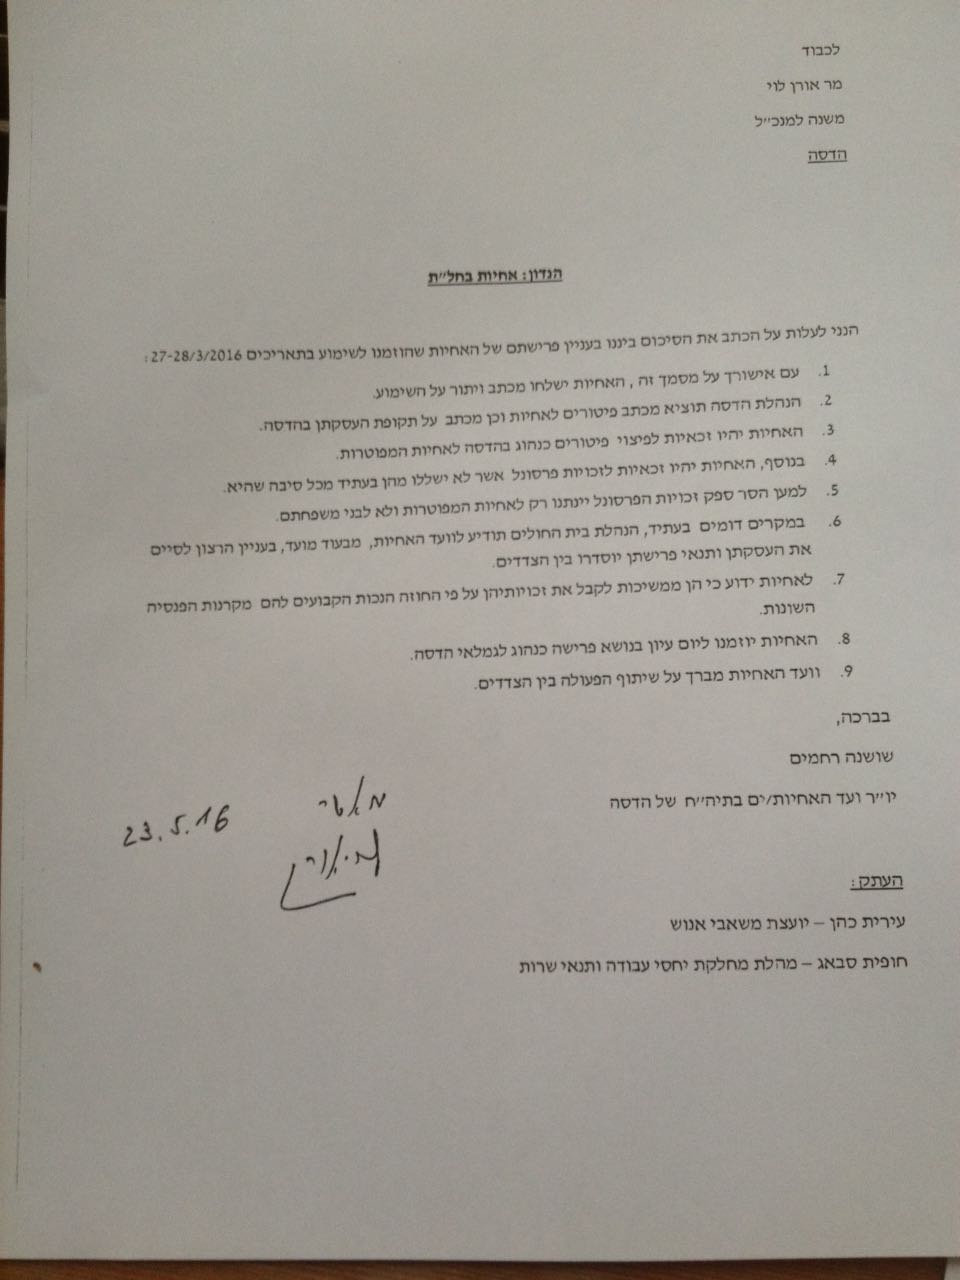 לכבוד
מר אורן לוי
משנה למנכ"ל
הדסה
הנדון: אחיות בחל"ת
הנני לעלות על הכתב את הסיכום ביננו בעניין פרישתם של האחיות שהוזמנו לשימוע בתאריכים 27-28/3/2016:
1. עם אישורך על מסמך זה, האחיות ישלחו מכתב ויתור על השימוע.
2. הנהלת הדסה תוציא מכתב פיטורים לאחיות וכן מכתב על תקופת העסקתן בהדסה.
3. האחיות יהיו זכאיות לפיצוי פיטורים כנהוג בהדסה לאחיות המפוטרות.
4. בנוסף, האחיות יהיו זכאיות לזכויות פרסונל אשר לא ישללו מהן בעתיד מכל סיבה שהיא.
5. למען הסר ספק זכויות הפרסונל יינתנו רק לאחיות המפוטרות ולא לבני משפחתם.
6. במקרים דומים בעתיד, הנהלת בית החולים תודיע לוועד האחיות, מבעוד מועד, בעניין הרצון לסיים
את העסקתן ותנאי פרישתן יוסדרו בין הצדדים.
7. לאחיות ידוע כי הן ממשיכות לקבל את זכויותיהן על פי החוזה הנכות הקבועים להם מקרנות הפנסיה
השונות.
8. האחיות יוזמנו ליום עיון בנושא פרישה כנהוג לגמלאי הדסה.
9. וועד האחיות מברך על שיתוף הפעולה בין הצדדים.
בברכה,
שושנה רחמים
יו"ר ועד האחיות/ים בתיה"ח של הדסה
מאשר
23.5.16
העתק:
עירית כהן – יועצת משאבי אנוש
חופית סבאג – מהלת מחלקת יחסי עבודה ותנאי שרות